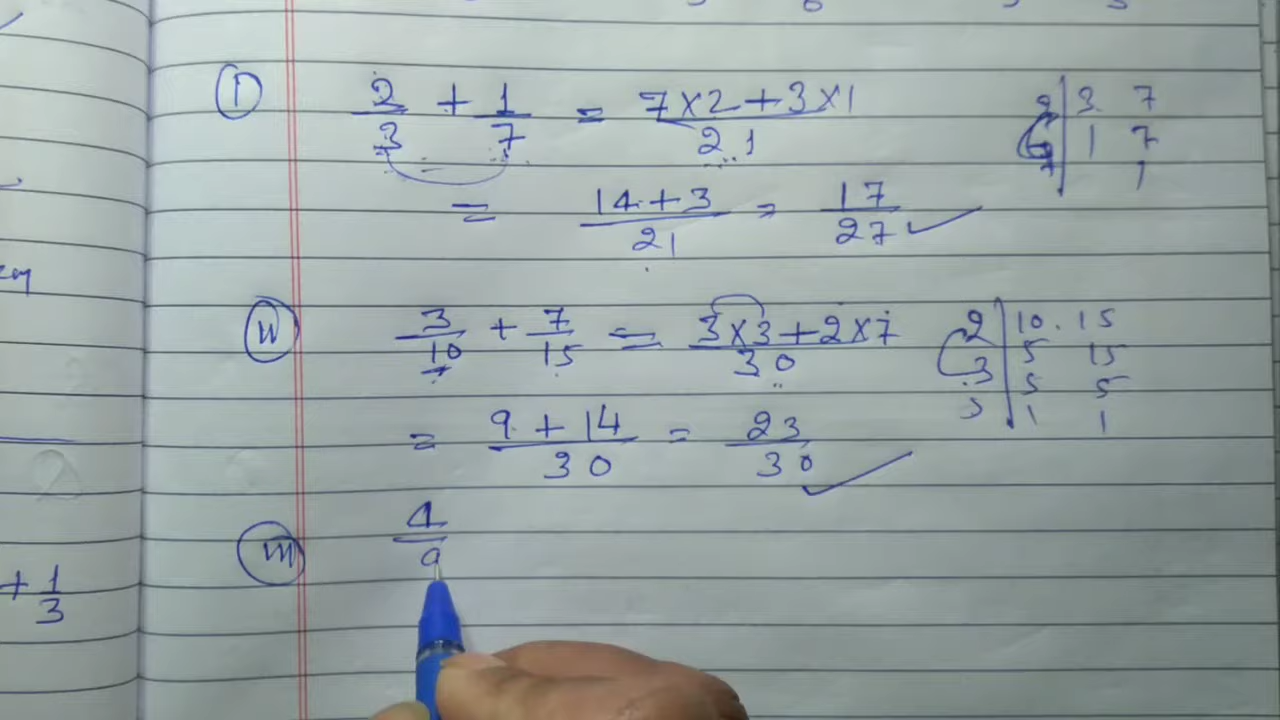 ① 2/3 + 1/7 = 7×2+3×1/21
3 7
1 7
7 1
= 14+3/21 = 17/27 ✓
ⅱ 3/10 + 7/15 = 3×3+2×7/30
2 10. 15
3 5 15
5 5 5
1 1
= 9+14/30 = 23/30 ✓
ⅲ 4/9
+ 1/3